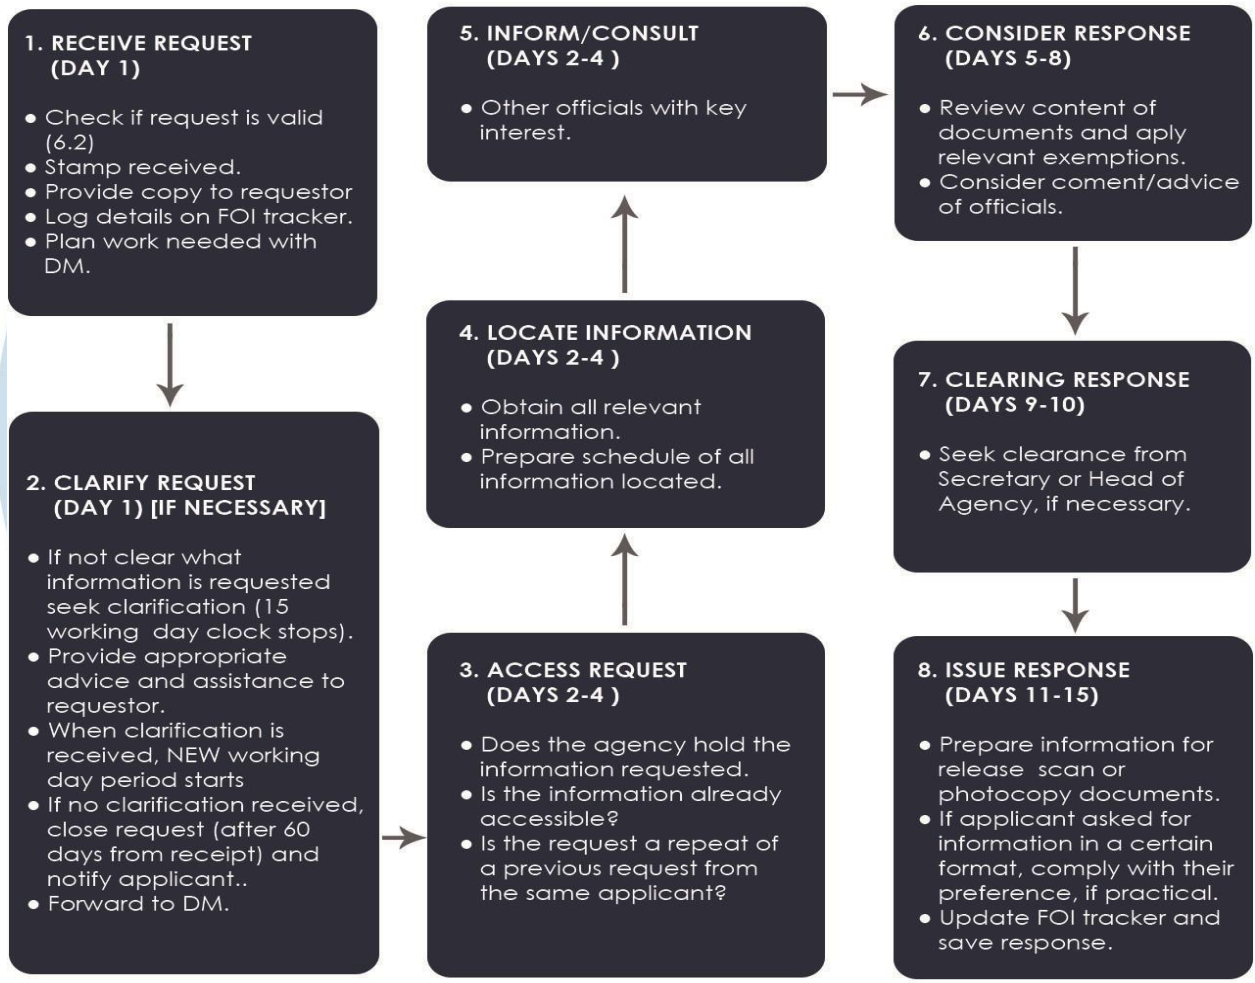 1. RECEIVE REQUEST
(DAY 1)
● Check if request is valid
(6.2)
● Stamp received.
● Provide copy to requestor
● Log details on FOI tracker.
● Plan work needed with
DM.
2. CLARIFY REQUEST
(DAY 1) [IF NECESSARY]
● If not clear what
information is requested
seek clarification (15
working day clock stops).
● Provide appropriate
advice and assistance to
requestor.
● When clarification is
received, NEW working
day period starts
● If no clarification received,
close request (after 60
days from receipt) and
notify applicant..
● Forward to DM.
3. ACCESS REQUEST
(DAYS 2-4 )
● Does the agency hold the
information requested.
● Is the information already
accessible?
● Is the request a repeat of
a previous request from
the same applicant?
4. LOCATE INFORMATION
(DAYS 2-4 )
● Obtain all relevant
information.
● Prepare schedule of all
information located.
5. INFORM/CONSULT
(DAYS 2-4 )
● Other officials with key
interest.
6. CONSIDER RESPONSE
(DAYS 5-8)
● Review content of
documents and aply
relevant exemptions.
● Consider coment/advice
of officials.
7. CLEARING RESPONSE
(DAYS 9-10)
● Seek clearance from
Secretary or Head of
Agency, if necessary.
8. ISSUE RESPONSE
(DAYS 11-15)
● Prepare information for
release scan or
photocopy documents.
● If applicant asked for
information in a certain
format, comply with their
preference, if practical.
● Update FOI tracker and
save response.